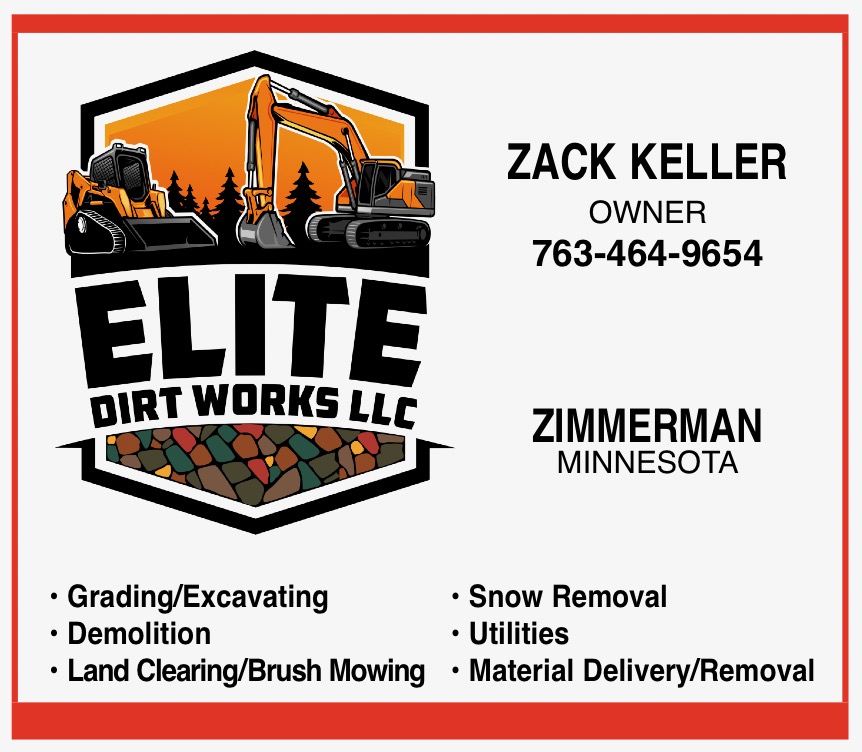 ELITE
DIRT WORKS LLC
ZACK KELLER
OWNER
763-464-9654
ZIMMERMAN
MINNESOTA
• Grading/Excavating
• Demolition
• Land Clearing/Brush Mowing
• Snow Removal
• Utilities
• Material Delivery/Removal